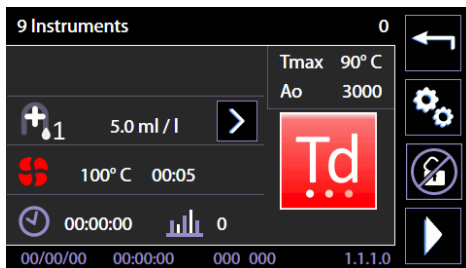 9 Instruments 0
Tmax 90° C
Ao 3000
1 5.0 ml / l
Td
100° C 00:05
00:00:00 0
00/00/00 00:00:00 000 000 1.1.1.0